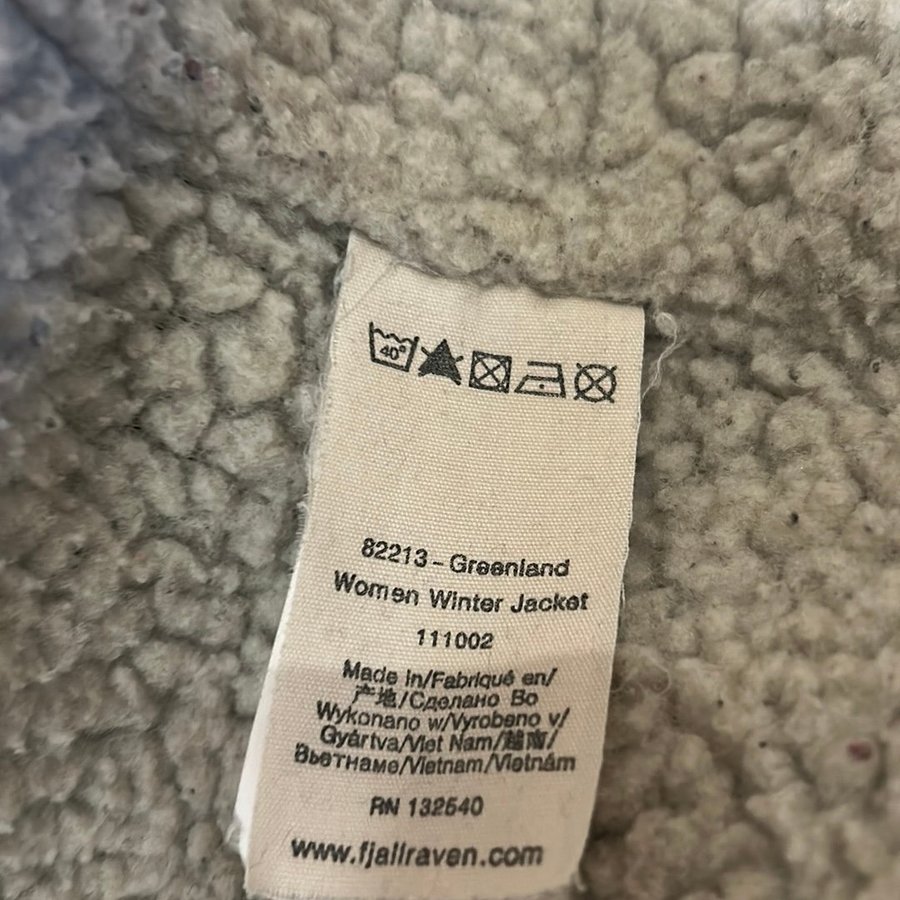 40°
82213 - Greenland
Women Winter Jacket
111002
Made in/Fabriqué en/
产地/Сделано Во
Wykonano w/Vyrobeno v/
Gyártva/Viet Nam/越南/
Вьетнаме/Vietnam/Vietnám
RN 132540
www.fjallraven.com